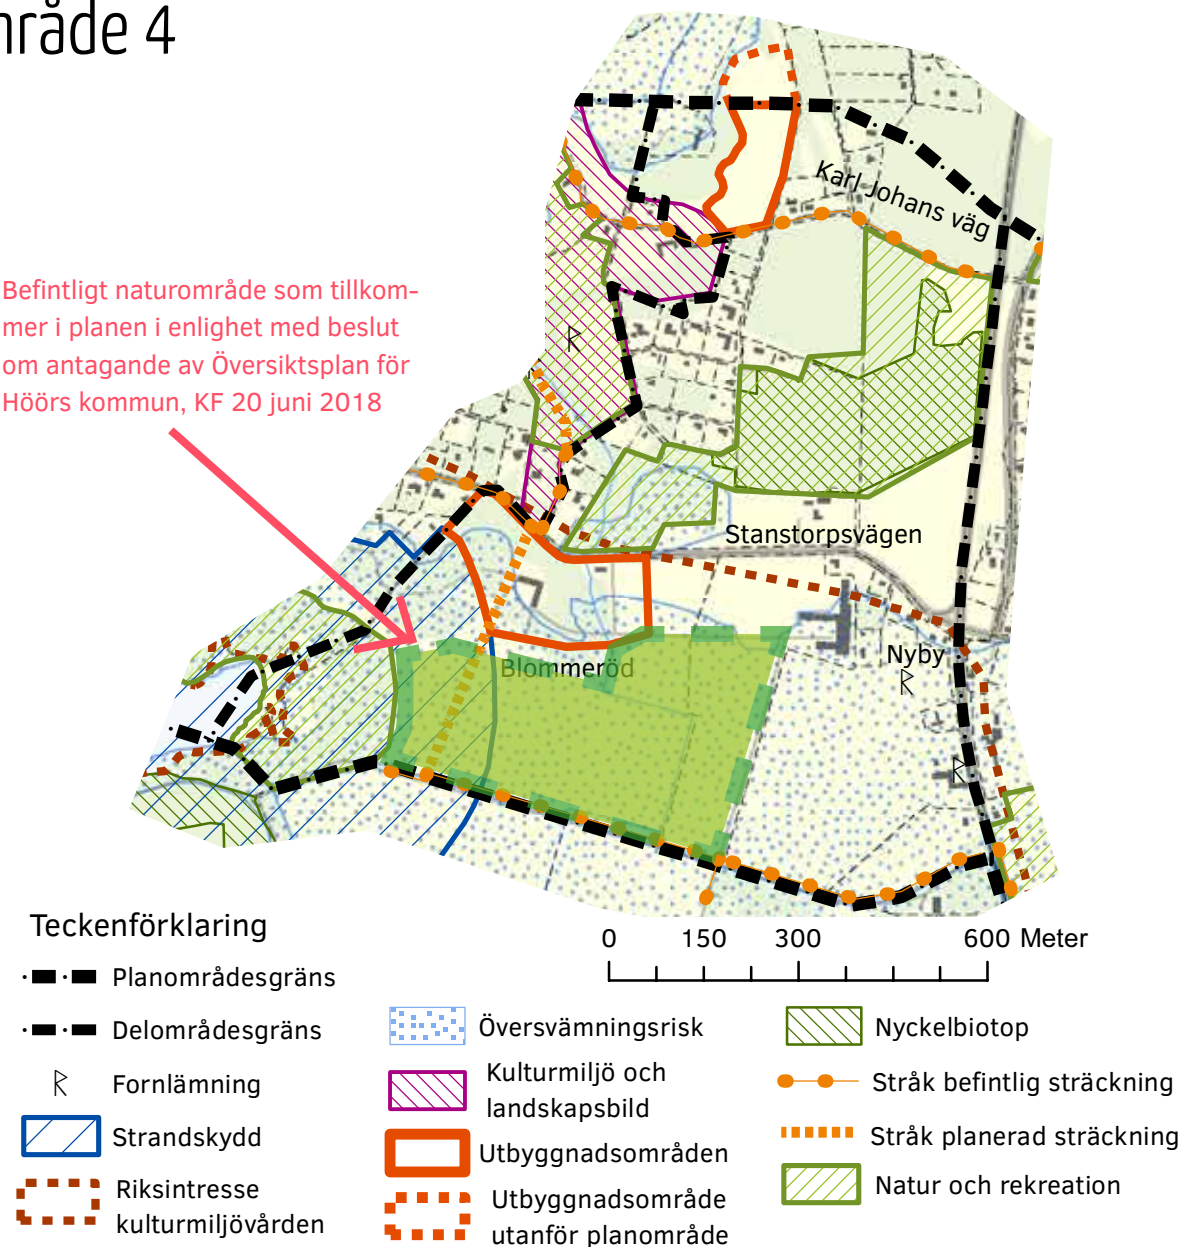 nråde 4
Karl Johans väg
Befintligt naturområde som tillkom-
mer i planen i enlighet med beslut
om antagande av Översiktsplan för
Höörs kommun, KF 20 juni 2018
Stanstorpsvägen
Blommeröd
Nyby
Teckenförklaring
0 150 300 600 Meter
Planområdesgräns
Delområdesgräns
Fornlämning
Strandskydd
Riksintresse
kulturmiljövården
Översvämningsrisk
Kulturmiljö och
landskapsbild
Utbyggnadsområden
Utbyggnadsområde
utanför planområde
Nyckelbiotop
Stråk befintlig sträckning
Stråk planerad sträckning
Natur och rekreation